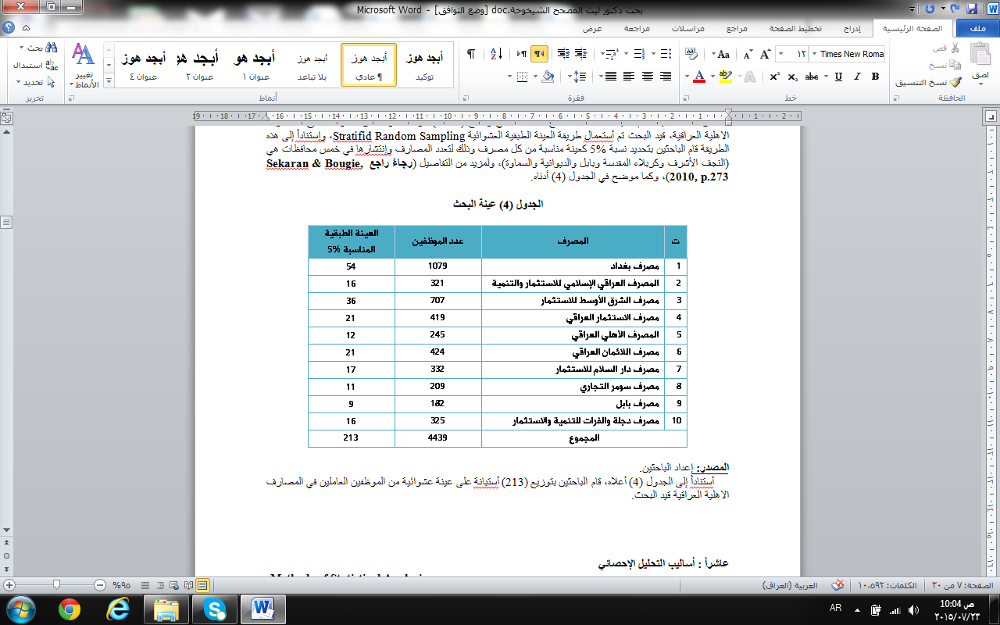 بحث دكتور ليث المصحح الشيخوخة.doc [وضع التوافق] - Microsoft Word
ملف الصفحة الرئيسية إدراج تخطيط الصفحة مراجع مراسلات مراجعة عرض
لصق قص
نسخ
نسخ التنسيق
الحافظة
Times New Roma ١٢
خط
فقرة
أبجد هوز توكيد
أبجد هوز ¶ عادي
أبجد هوز بلا تباعد
أبجد هو عنوان ١
أبجد هو عنوان ٢
أبجد هوز عنوان ٤
تغيير الأنماط
أنماط
بحث
استبدال
تحديد
تحرير
الاهلية العراقية، قيد البحث تم أستعمال طريقة العينة الطبقية العشوائية Stratifid Random Sampling، وإستناداً إلى هذه
الطريقة قام الباحثين بتحديد نسبة 5% كعينة مناسبة من كل مصرف وذلك لتعدد المصارف وإنتشارها في خمس محافظات هي
(النجف الأشرف وكربلاء المقدسة وبابل والديوانية والسماوة)، ولمزيد من التفاصيل (رجاءً راجع Sekaran & Bougie,
2010, p.273)، وكما موضح في الجدول (4) أدناه.
الجدول (4) عينة البحث
ت المصرف عدد الموظفين العينة الطبقية المناسبة 5%
1 مصرف بغداد 1079 54
2 المصرف العراقي الإسلامي للاستثمار والتنمية 321 16
3 مصرف الشرق الأوسط للاستثمار 707 36
4 مصرف الاستثمار العراقي 419 21
5 المصرف الأهلي العراقي 245 12
6 مصرف اللائمان العراقي 424 21
7 مصرف دار السلام للاستثمار 332 17
8 مصرف سومر التجاري 209 11
9 مصرف بابل 182 9
10 مصرف دجلة والفرات للتنمية والاستثمار 325 16
المجموع 4439 213
المصدر: إعداد الباحثين.
أستناداً إلى الجدول (4) أعلاه، قام الباحثين بتوزيع (213) أستبانة على عينة عشوائية من الموظفين العاملين في المصارف
الاهلية العراقية قيد البحث.
عاشراً : أساليب التحليل الإحصائي
Methods of Statistical Analysis
الصفحة: ٧ من ٣٠ الكلمات: ١٠,٥٩٢ العربية (العراق) ٩٥%
AR 10:04 ص
٢٠١٥/٠٧/٢٣